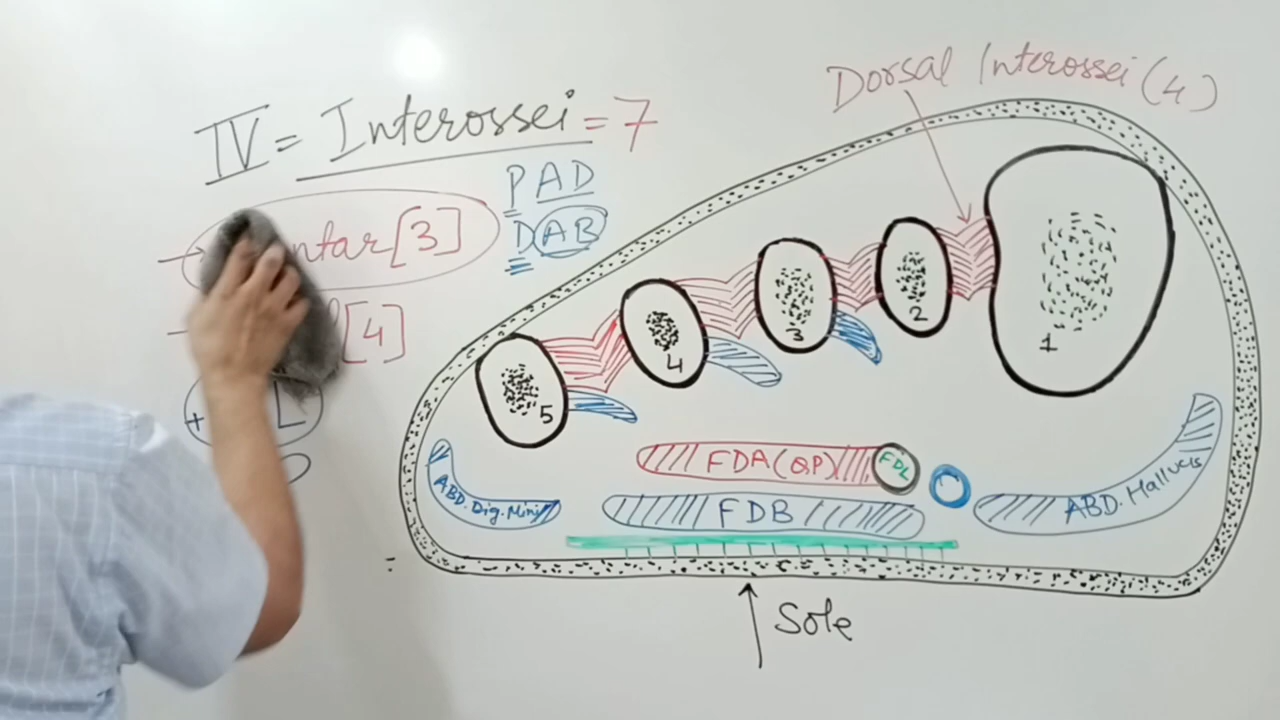 IV = Interossei = 7
Dorsal Interossei (4)
PAD
DAB
→ ntar [3]
[4]
+ L
1
2
3
4
5
FDA (QP) FDL
FDB
ABD. Dig. Mini
ABD. Hallucis
Sole